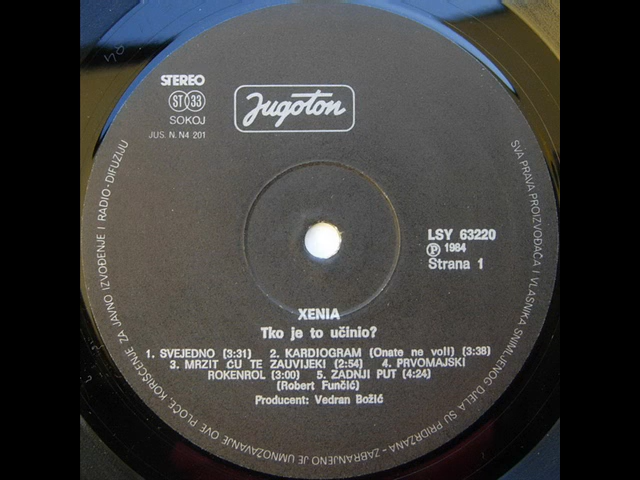 STEREO
ST 33
SOKOJ
JUS. N. N4 201
Jugoton
LSY 63220
Ⓟ 1984
Strana 1
XENIA
Tko je to učinio?
1. SVEJEDNO (3:31) 2. KARDIOGRAM (Onate ne voli) (3:38)
3. MRZIT ĆU TE ZAUVIJEKI (2:54) 4. PRVOMAJSKI
ROKENROL (3:00) 5. ZADNJI PUT (4:24)
(Robert Funčić)
Producent: Vedran Božić
SVA PRAVA PROIZVOĐAČA I VLASNIKA SNIMLJENOG DJELA SU PRIDRŽANA - ZABRANJENO JE UMNOŽAVANJE OVE PLOČE, KORIŠĆENJE ZA JAVNO IZVOĐENJE I RADIO-DIFUZIJU